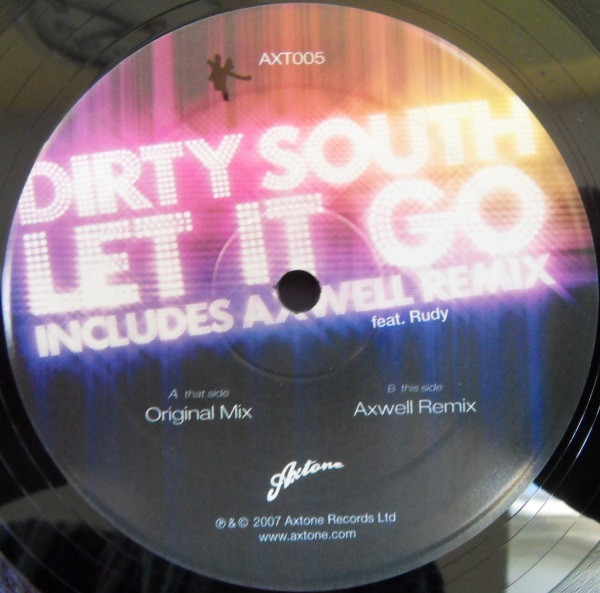 AXT005
DIRTY SOUTH
LET IT GO
INCLUDES AXWELL REMIX
feat. Rudy
A that side
Original Mix
B this side
Axwell Remix
Axtone
℗ & © 2007 Axtone Records Ltd
www.axtone.com